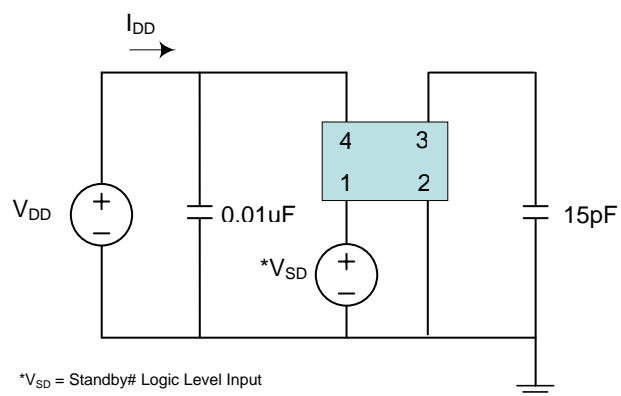 IDD
VDD
+
−
0.01uF
4 3
1 2
*VSD
+
−
15pF
*VSD = Standby# Logic Level Input